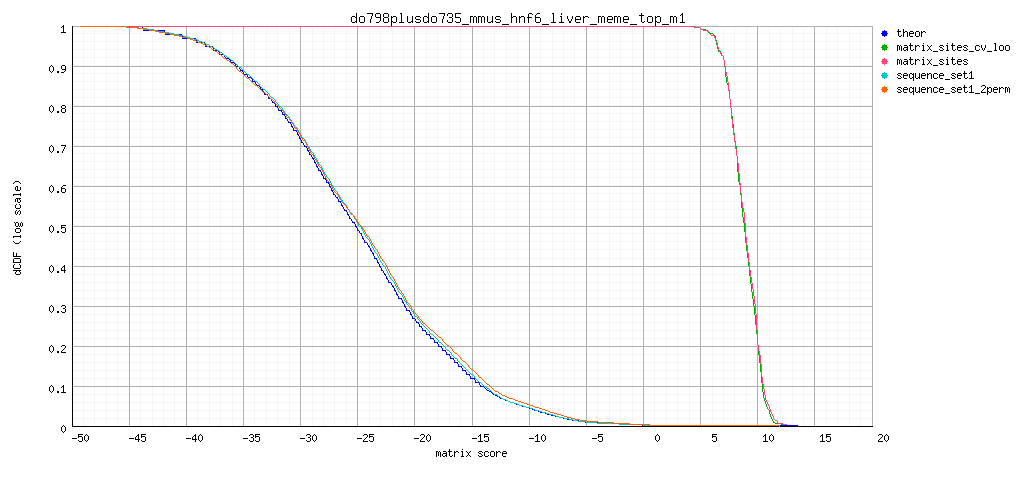 do798plusdo735_mmus_hnf6_liver_meme_top_m1
theor
matrix_sites_cv_loo
matrix_sites
sequence_set1
sequence_set1_2perm
dCDF (log scale)
1
0.9
0.8
0.7
0.6
0.5
0.4
0.3
0.2
0.1
0
-50 -45 -40 -35 -30 -25 -20 -15 -10 -5 0 5 10 15 20
matrix score